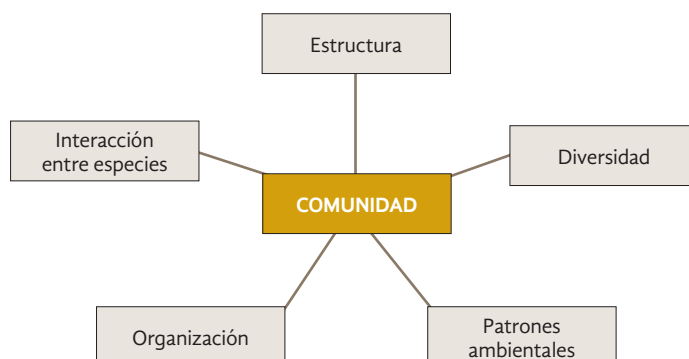 Estructura
Interacción
entre especies
Diversidad
COMUNIDAD
Organización
Patrones
ambientales